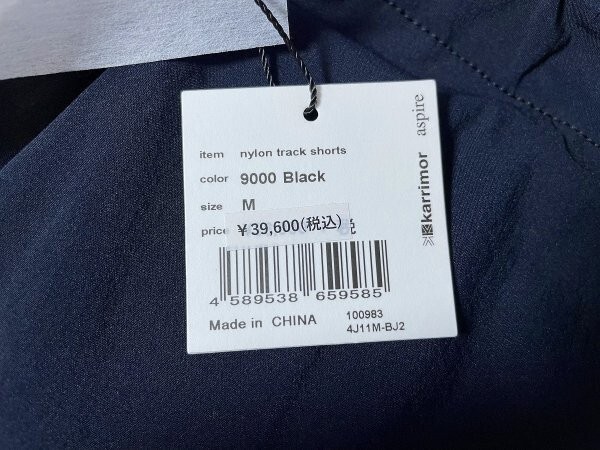 item nylon track shorts
color 9000 Black
size M
price ¥39,600(税込)
税
4 589538 659585
Made in CHINA
100983
4J11M-BJ2
karrimor aspire